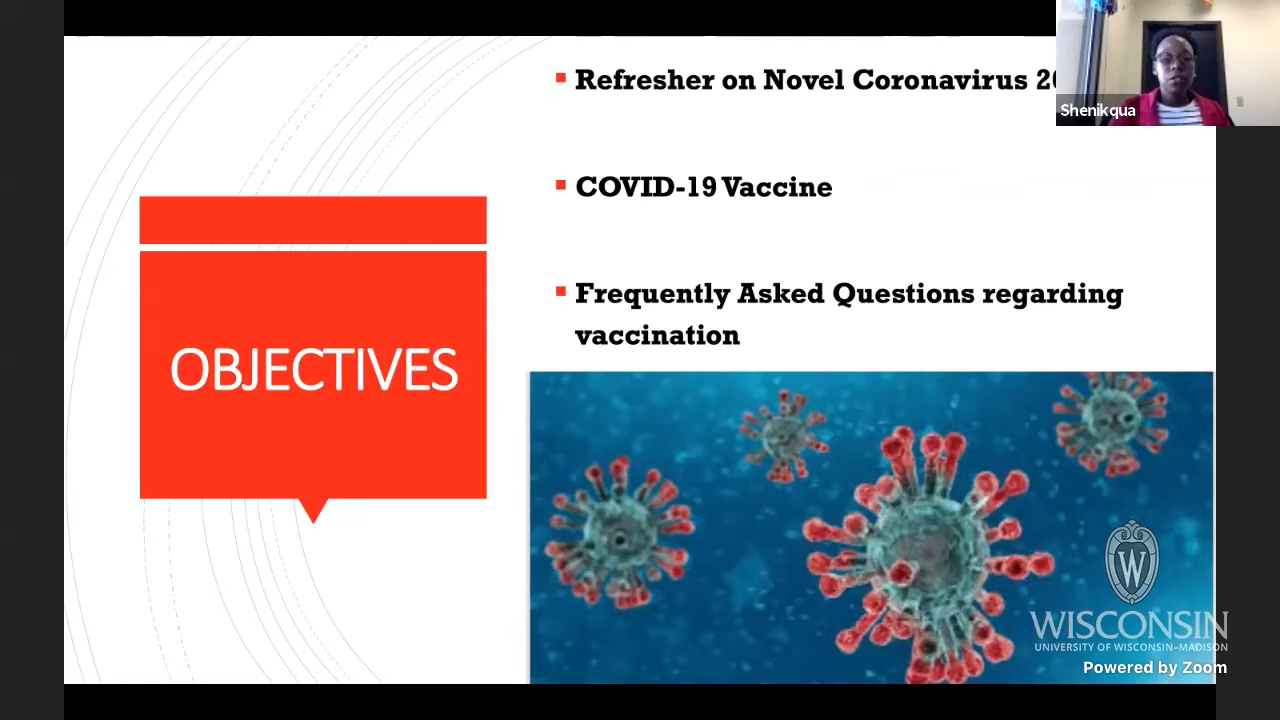 Refresher on Novel Coronavirus
Shenikqua
COVID-19 Vaccine
Frequently Asked Questions regarding
vaccination
OBJECTIVES
W
WISCONSIN
UNIVERSITY OF WISCONSIN–MADISON
Powered by Zoom